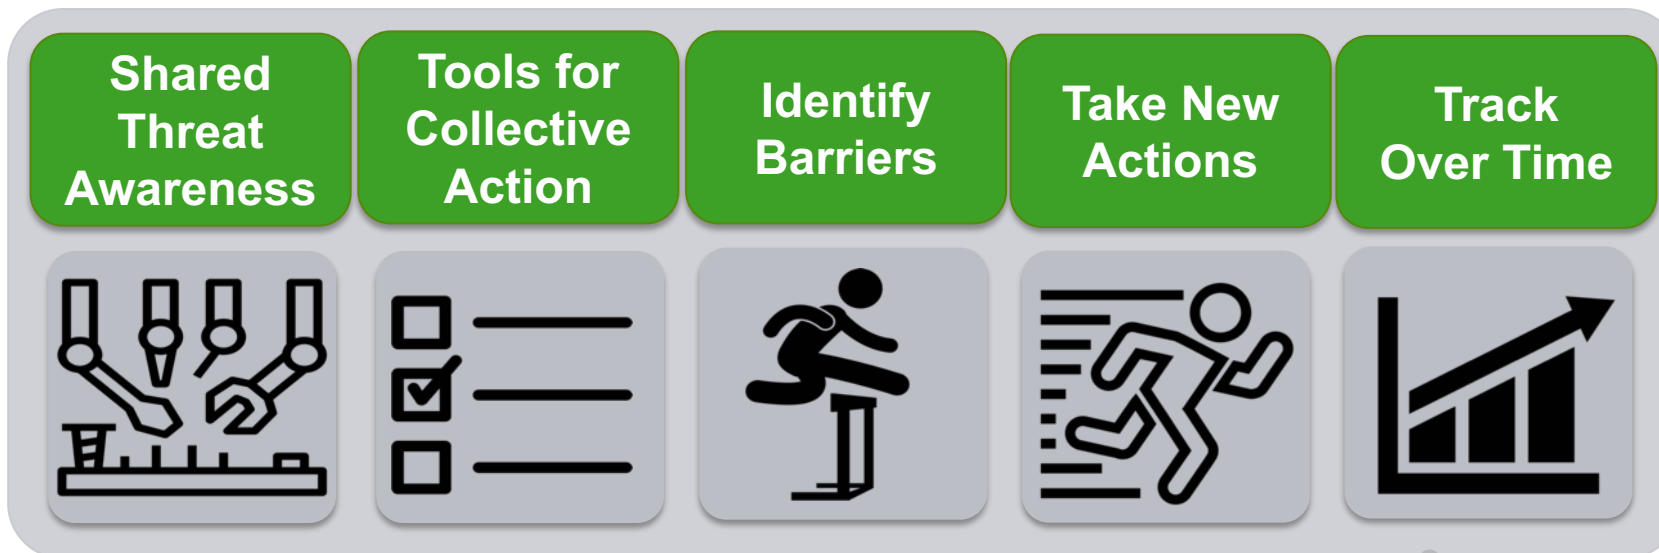 Shared
Threat
Awareness
Tools for
Collective
Action
Identify
Barriers
Take New
Actions
Track
Over Time